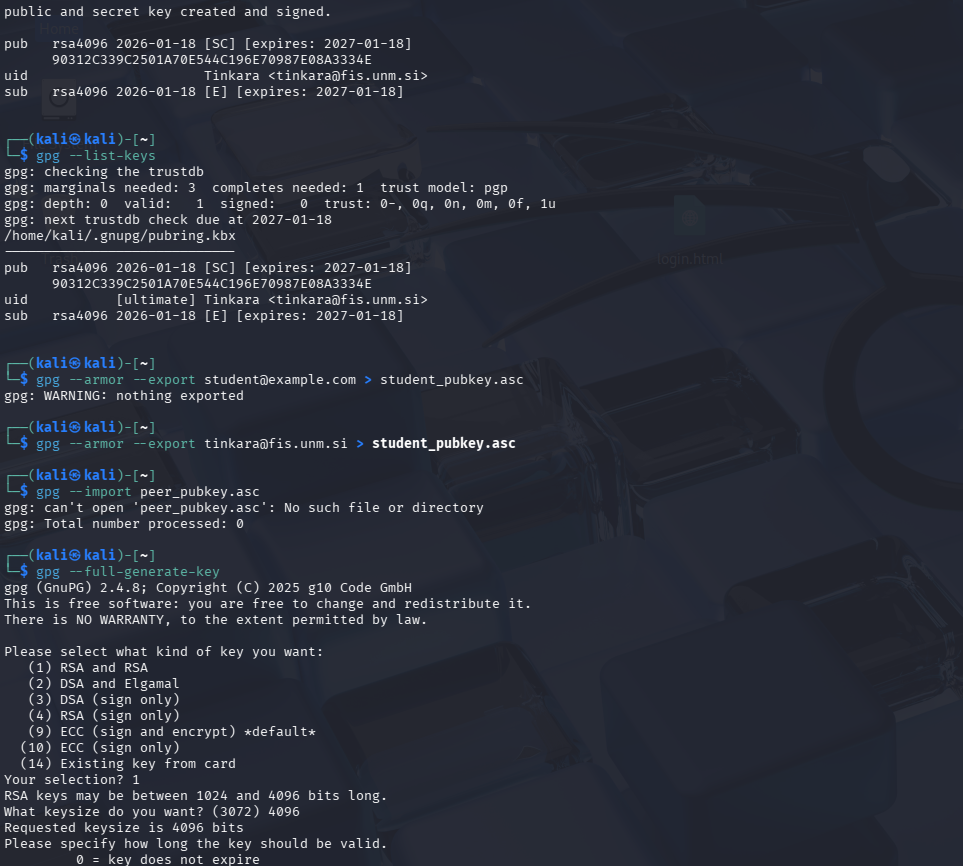 public and secret key created and signed.
pub   rsa4096 2026-01-18 [SC] [expires: 2027-01-18]
      90312C339C2501A70E544C196E70987E08A3334E
uid                      Tinkara <tinkara@fis.unm.si>
sub   rsa4096 2026-01-18 [E] [expires: 2027-01-18]
┌──(kali㉿kali)-[~]
└─$ gpg --list-keys
gpg: checking the trustdb
gpg: marginals needed: 3  completes needed: 1  trust model: pgp
gpg: depth: 0  valid:   1  signed:   0  trust: 0-, 0q, 0n, 0m, 0f, 1u
gpg: next trustdb check due at 2027-01-18
/home/kali/.gnupg/pubring.kbx
-----------------------------
pub   rsa4096 2026-01-18 [SC] [expires: 2027-01-18]
login.html
      90312C339C2501A70E544C196E70987E08A3334E
uid           [ultimate] Tinkara <tinkara@fis.unm.si>
sub   rsa4096 2026-01-18 [E] [expires: 2027-01-18]
┌──(kali㉿kali)-[~]
└─$ gpg --armor --export student@example.com > student_pubkey.asc
gpg: WARNING: nothing exported
┌──(kali㉿kali)-[~]
└─$ gpg --armor --export tinkara@fis.unm.si > student_pubkey.asc
┌──(kali㉿kali)-[~]
└─$ gpg --import peer_pubkey.asc
gpg: can't open 'peer_pubkey.asc': No such file or directory
gpg: Total number processed: 0
┌──(kali㉿kali)-[~]
└─$ gpg --full-generate-key
gpg (GnuPG) 2.4.8; Copyright (C) 2025 g10 Code GmbH
This is free software: you are free to change and redistribute it.
There is NO WARRANTY, to the extent permitted by law.
Please select what kind of key you want:
   (1) RSA and RSA
   (2) DSA and Elgamal
   (3) DSA (sign only)
   (4) RSA (sign only)
   (9) ECC (sign and encrypt) *default*
  (10) ECC (sign only)
  (14) Existing key from card
Your selection? 1
RSA keys may be between 1024 and 4096 bits long.
What keysize do you want? (3072) 4096
Requested keysize is 4096 bits
Please specify how long the key should be valid.
         0 = key does not expire